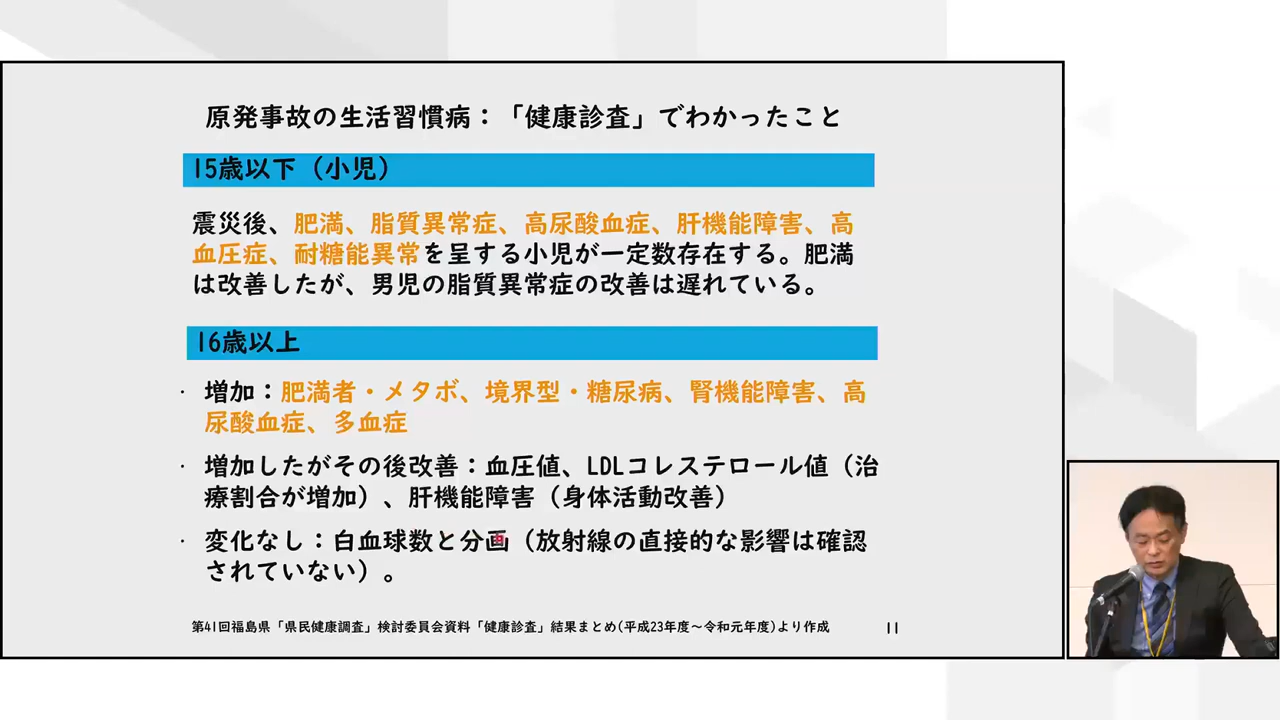 原発事故の生活習慣病：「健康診査」でわかったこと
15歳以下（小児）
震災後、肥満、脂質異常症、高尿酸血症、肝機能障害、高
血圧症、耐糖能異常を呈する小児が一定数存在する。肥満
は改善したが、男児の脂質異常症の改善は遅れている。
16歳以上
・ 増加：肥満者・メタボ、境界型・糖尿病、腎機能障害、高
尿酸血症、多血症
・ 増加したがその後改善：血圧値、LDLコレステロール値（治
療割合が増加）、肝機能障害（身体活動改善）
・ 変化なし：白血球数と分画（放射線の直接的な影響は確認
されていない）。
第41回福島県「県民健康調査」検討委員会資料「健康診査」結果まとめ(平成23年度～令和元年度)より作成
11